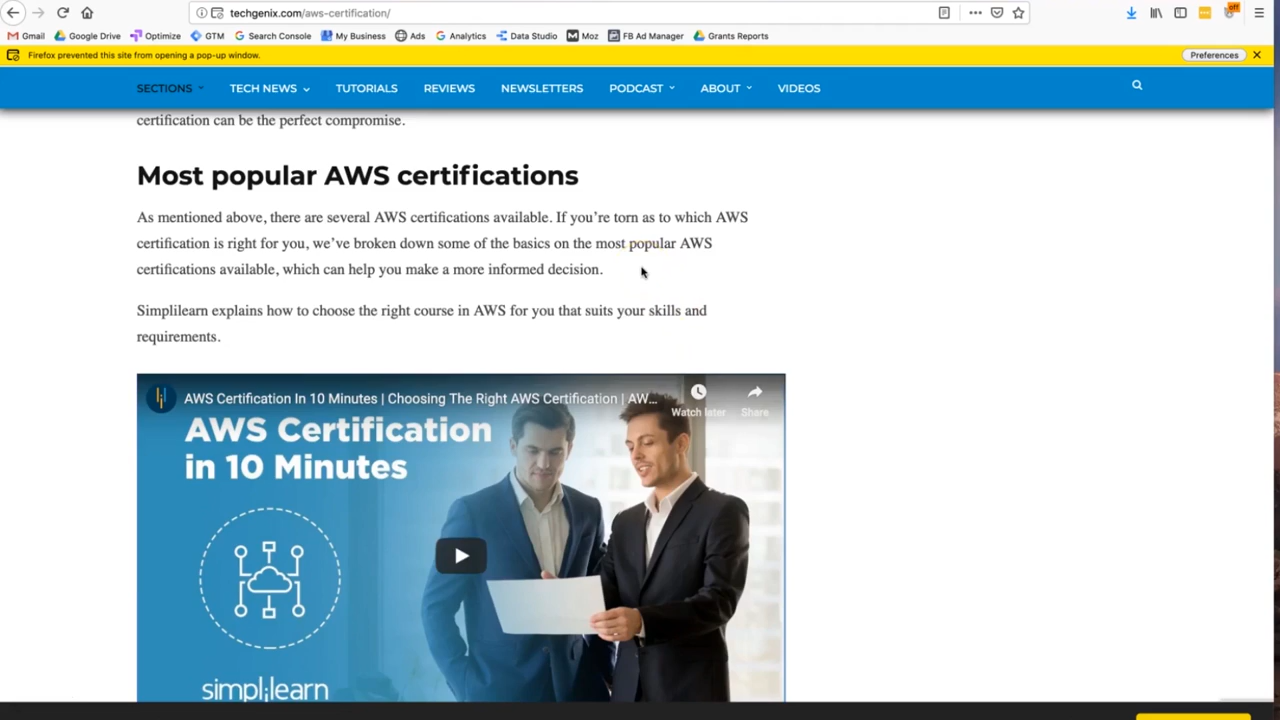 techgenix.com/aws-certification/
Gmail Google Drive Optimize GTM Search Console My Business Ads Analytics Data Studio Moz FB Ad Manager Grants Reports
off
Firefox prevented this site from opening a pop-up window.
Preferences
SECTIONS TECH NEWS TUTORIALS REVIEWS NEWSLETTERS PODCAST ABOUT VIDEOS
certification can be the perfect compromise.
Most popular AWS certifications
As mentioned above, there are several AWS certifications available. If you’re torn as to which AWS
certification is right for you, we’ve broken down some of the basics on the most popular AWS
certifications available, which can help you make a more informed decision.
Simplilearn explains how to choose the right course in AWS for you that suits your skills and
requirements.
AWS Certification In 10 Minutes | Choosing The Right AWS Certification | AW...
Watch later
Share
AWS Certification
in 10 Minutes
simplilearn